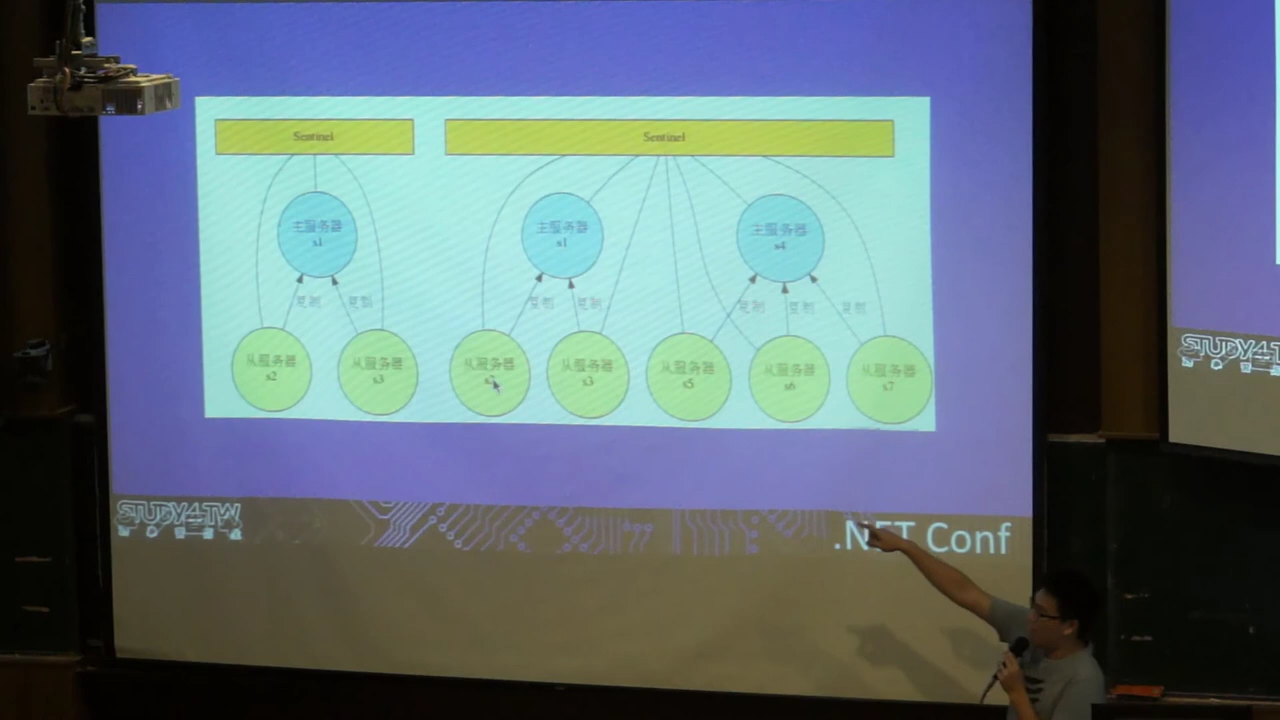 Sentinel
Sentinel
主服务器
s1
主服务器
s1
主服务器
s4
复制
复制
复制
复制
复制
复制
复制
从服务器
s2
从服务器
s3
从服务器
从服务器
s3
从服务器
s5
从服务器
s6
从服务器
s7
STUDY4TW
.NET Conf
STUDY4T